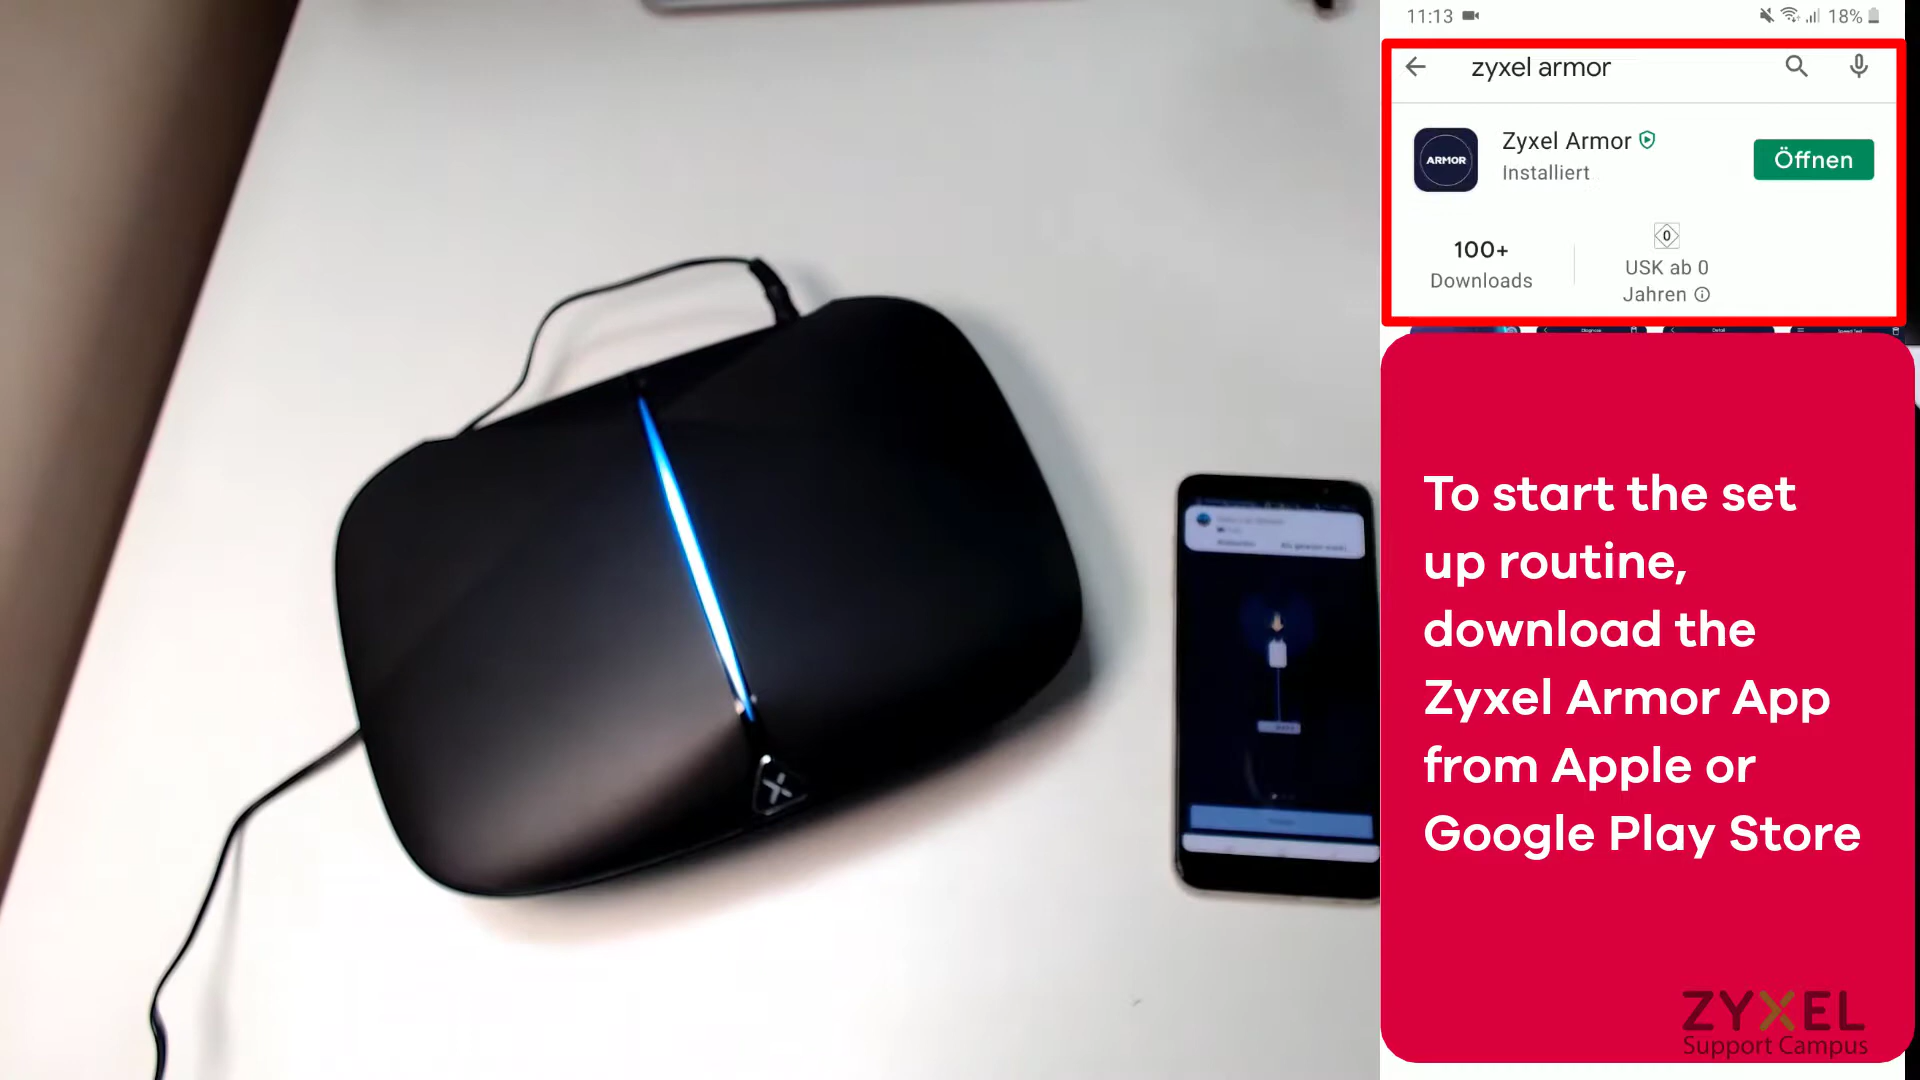 11:13
18%
zyxel armor
ARMOR
Zyxel Armor
Installiert
Öffnen
100+
Downloads
0
USK ab 0
Jahren
To start the set
up routine,
download the
Zyxel Armor App
from Apple or
Google Play Store
ZYXEL
Support Campus